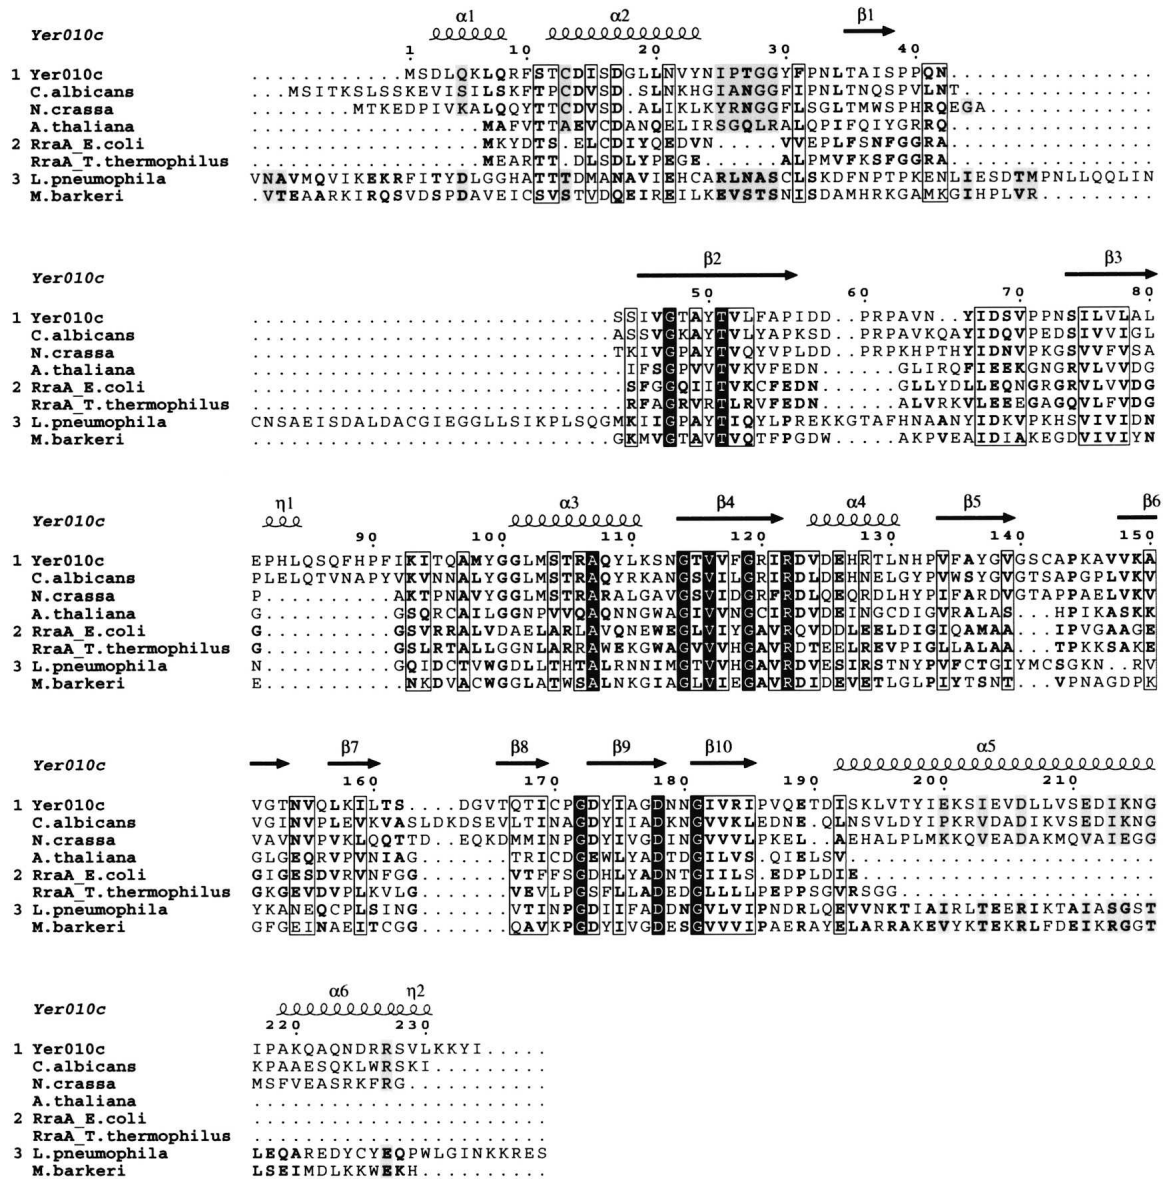 α1 α2 β1
Yer010c
1 10 20 30 40
1 Yer010c .............MSDLQKLQRFSTCDISDGLLNVYNIPTGGYFPNLTAISPPQN................
C.albicans ...MSITKSLSSKEVISILSKFTPCDVSD.SLNKHGIANGGFIPNLTNQSPVLNT...............
N.crassa ........MTKEDPIVKALQQYTTCDVSD.ALIKLKYRNGGFLSGLTMWSPHRQFGA.............
A.thaliana ..................MAFVTTAEVCDANQELIRSGQLRALQPIFQIYGRRQ................
2 RraA_E.coli ..................MKYDTS.ELCDIYQEDVN.....VVEPLFSNFGGRA................
RraA_T.thermophilus ..................MEARTT.DLSDLYPEGE......ALPMVFKSFGGRA................
3 L.pneumophila VNAVMQVIKEKRFITYDLGGHATTTDMANAVIEHCARLNASCLSKDFNPTPKENLIESDTMPNLLQQLIN
M.barkeri .VTEAARKIRQSVDSPDAVEICSVSTVDQEIREILKEVSTSNISDAMHRKGAMKGIHPLVR.........
β2 β3
Yer010c
50 60 70 80
1 Yer010c ............................SSIVGTAYTVLFAPIDD..PRPAVN..YIDSVPPNSILVLAL
C.albicans ............................ASSVGKAYTVLYAPKSD..PRPAVKQAYIDQVPEDSIVVIGL
N.crassa ............................TKIVGPAYTVQYVPLDD..PRPKHPTHYIDNVPKGSVVFVSA
A.thaliana .............................IFSGPVVTVKVFEDN.....GLIRQFIEEKGNGRVLVVDG
2 RraA_E.coli .............................SFGGQIITVKCFEDN.....GLLYDLLEQNGRGRVLVVDG
RraA_T.thermophilus .............................RFAGRVRTLRVFEDN.....ALVRKVLEEEGAGQVLFVDG
3 L.pneumophila CNSAEISDALDACGIEGGLLSIKPLSQGMKIIGPAYTIQYLPREKKGTAFHNAANYIDKVPKHSVIVIDN
M.barkeri .............................GKMVGTAVTVQTFPGDW....AKPVEAIDIAKEGDVIVIYN
η1 α3 β4 α4 β5 β6
Yer010c
90 100 110 120 130 140 150
1 Yer010c EPHLQSQFHPFIKITQAMYGGLMSTRAQYLKSNGTVVFGRIRDVDEHRTLNHPVFAYGVGSCAPKAVVKA
C.albicans PLELQTVNAPYVKVNNALYGGLMSTRAQYRKANGSVILGRIRDLNEHNELGYPVWSYGVGTSAPGPLVKV
N.crassa P...........AKTPNAVYGGLMSTRARALGAVGSVIDGRFRDLQEQRDLHYPIFARDVGTAPPAELVKV
A.thaliana G..........GSQRCAILGGNPVVQAQNNGWAGIVVNGCIRDVDEINGCDIGVRALAS...HPIKASKK
2 RraA_E.coli G..........GSVRRALVDAELARLAVQNEWEGLVIYGAVRQVDDLEELDIGIQAMAA...IPVGAAGE
RraA_T.thermophilus G..........GSLRTALLGGNLARRAWEKGWAGVVVHGAVRDTEELREVPIGLLALAA...TPKKSAKE
3 L.pneumophila N..........GQIDCTVWGDLLTHTALRNNIMGTVVHGAVRDVESIRSTNYPVFCTGIYMCSGKN..RV
M.barkeri E..........NKDVACWGGLATWSALNKGIAGLVIEGAVRDIDEVETLGLPIYTSNT...VPNAGDPK
β7 β8 β9 β10 α5
Yer010c
160 170 180 190 200 210
1 Yer010c VGTNVQLKILTS....DGVTQTICPGDYIAGDNNGIVRIPVQETDISKLVTYIEKSIEVDLLVSEDIKNG
C.albicans VGINVPLEVKVASLDKDSEVLTINAGDYIIADKNGVVKLEDNE.QLNSVLDYIPKRVDADIKVSEDIKNG
N.crassa VAVNVPVKLQQTTD..EQKDMMINPGDYIVGDINGVVVLPKEL..AEHALPLMKKQVEADAKMQVAIEGG
A.thaliana GLGEQRVPVNIAG.......TRICDGEWLYADTDGILVS.QIELSV........................
2 RraA_E.coli GIGESDVRVNFGG.......VTFFSGDHLYADNTGIILS.EDPLDIE.......................
RraA_T.thermophilus GKGEVDVPLKVLG.......VEVLPGSFLLADEDGLLLLPEPPSGVRSGG....................
3 L.pneumophila YKANEQCPLSING.......VTINPGDIIFADDNGVLVIPNDRLQEVVNKTIAIRLTEERIKTAIASGST
M.barkeri GFGEINAEITCGG.......QAVKPGDYIVGDESGVVVIPAERAYELARRAKEVYKTEKRLFDEIKRGGT
α6 η2
Yer010c
220 230
1 Yer010c IPAKQAQNDRRSVLKKYI.....
C.albicans KPAAESQKLWRSKI.........
N.crassa MSFVEASRKFRG...........
A.thaliana .......................
2 RraA_E.coli .......................
RraA_T.thermophilus .......................
3 L.pneumophila LEQAREDYCYEQPWLGINKKRES
M.barkeri LSEIMDLKKWEKH..........